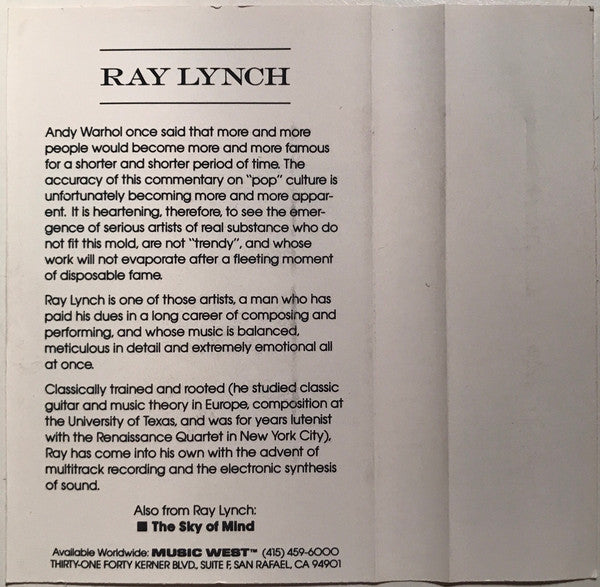 RAY LYNCH
Andy Warhol once said that more and more
people would become more and more famous
for a shorter and shorter period of time. The
accuracy of this commentary on "pop" culture is
unfortunately becoming more and more appar-
ent. It is heartening, therefore, to see the emer-
gence of serious artists of real substance who do
not fit this mold, are not "trendy", and whose
work will not evaporate after a fleeting moment
of disposable fame.
Ray Lynch is one of those artists, a man who has
paid his dues in a long career of composing and
performing, and whose music is balanced,
meticulous in detail and extremely emotional all
at once.
Classically trained and rooted (he studied classic
guitar and music theory in Europe, composition at
the University of Texas, and was for years lutenist
with the Renaissance Quartet in New York City),
Ray has come into his own with the advent of
multitrack recording and the electronic synthesis
of sound.
Also from Ray Lynch:
■ The Sky of Mind
Available Worldwide: MUSIC WEST™ (415) 459-6000
THIRTY-ONE FORTY KERNER BLVD., SUITE F, SAN RAFAEL, CA 94901